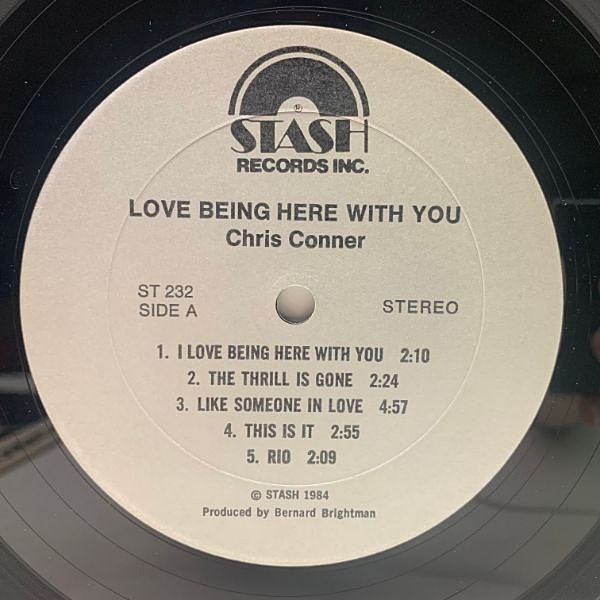 ®
STASH
RECORDS INC.
LOVE BEING HERE WITH YOU
Chris Conner
ST 232
SIDE A
STEREO
1. I LOVE BEING HERE WITH YOU 2:10
2. THE THRILL IS GONE 2:24
3. LIKE SOMEONE IN LOVE 4:57
4. THIS IS IT 2:55
5. RIO 2:09
© STASH 1984
Produced by Bernard Brightman